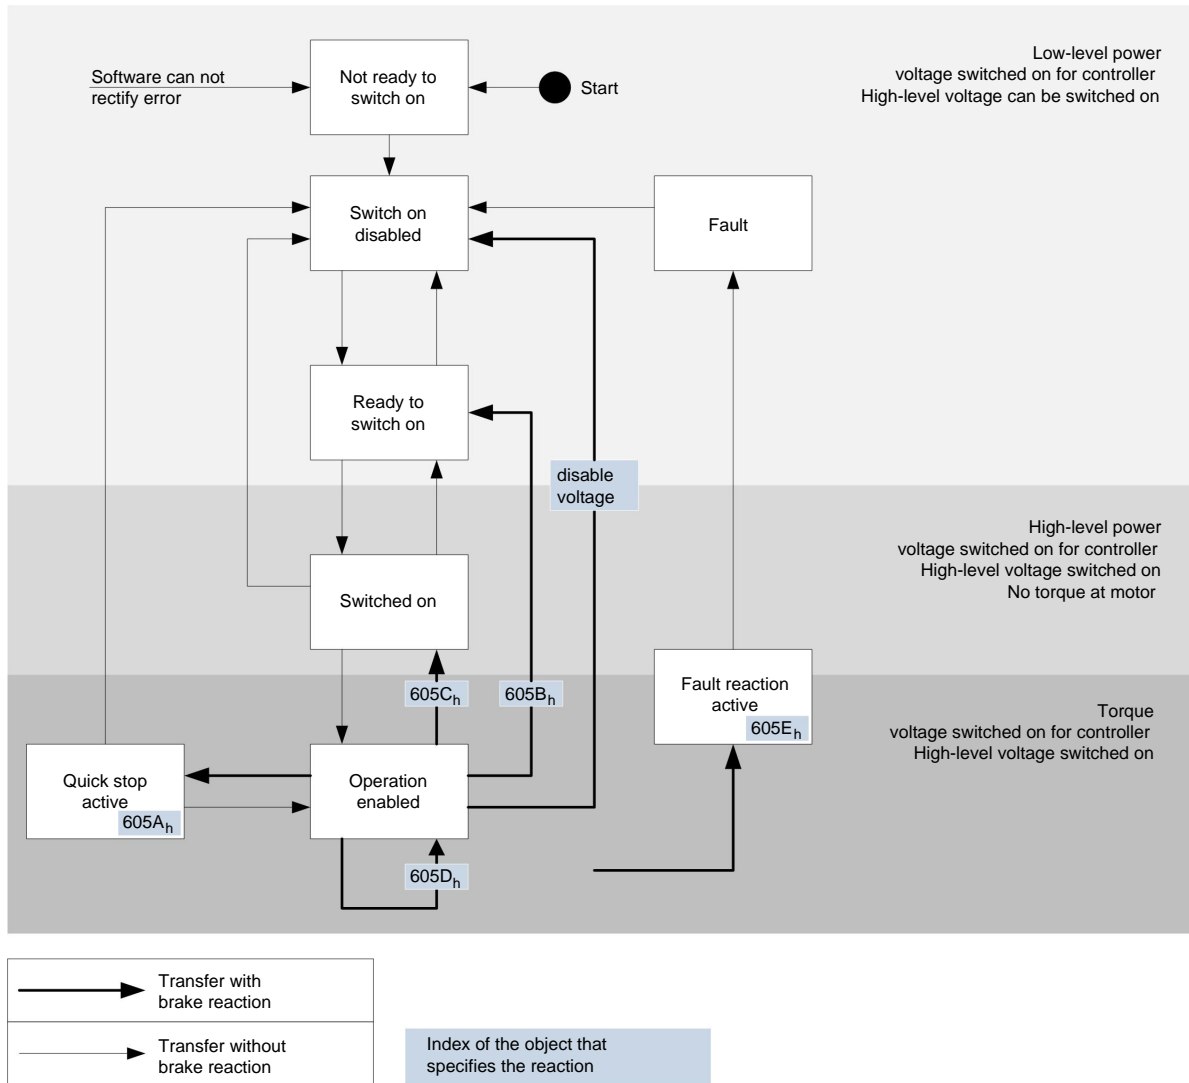 Low-level power
voltage switched on for controller
High-level voltage can be switched on
Software can not
rectify error
Not ready to
switch on
Start
Switch on
disabled
Fault
Ready to
switch on
disable
voltage
High-level power
voltage switched on for controller
High-level voltage switched on
No torque at motor
Switched on
605Ch
605Bh
Fault reaction
active
605Eh
Torque
voltage switched on for controller
High-level voltage switched on
Quick stop
active
605Ah
Operation
enabled
605Dh
Transfer with
brake reaction
Transfer without
brake reaction
Index of the object that
specifies the reaction